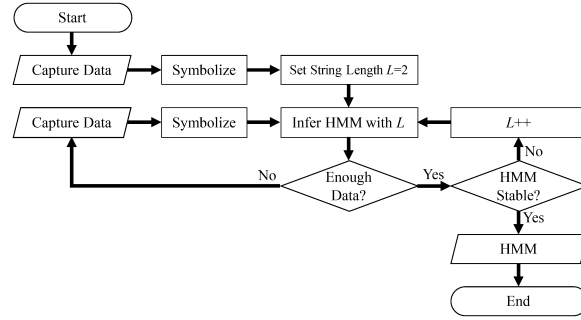 Start
Capture Data
Symbolize
Set String Length L=2
Capture Data
Symbolize
Infer HMM with L
L++
No
Enough
Data?
Yes
No
HMM
Stable?
Yes
HMM
End